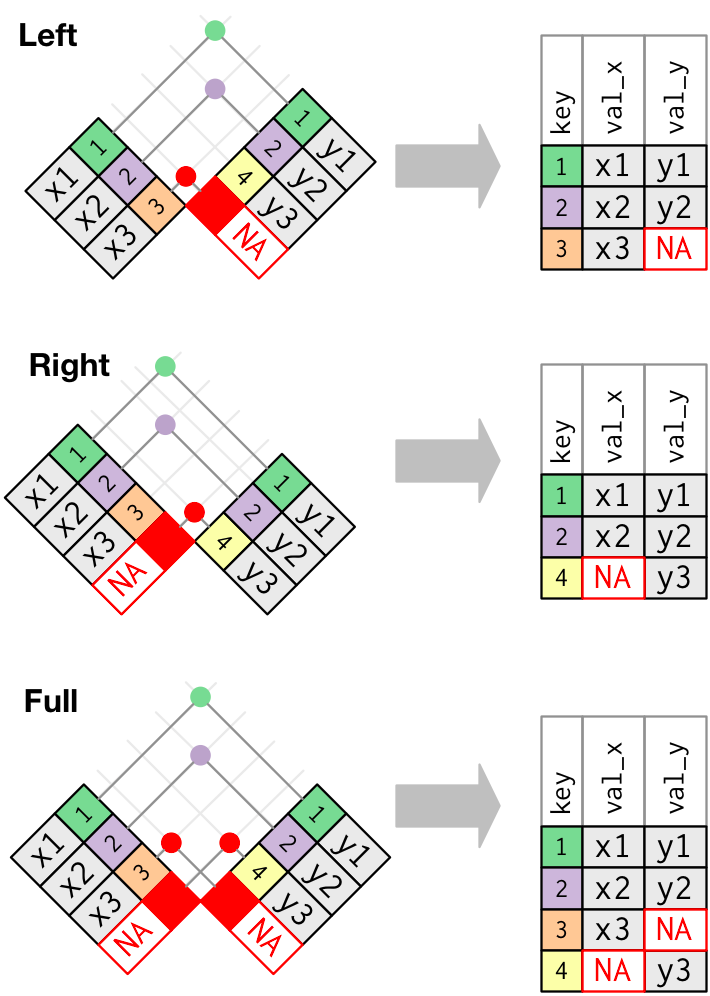 Left
1 x1
2 x2
3 x3
1 y1
2 y2
4 y3
NA
key val_x val_y
1 x1 y1
2 x2 y2
3 x3 NA
Right
1 x1
2 x2
3 x3
NA
1 y1
2 y2
4 y3
key val_x val_y
1 x1 y1
2 x2 y2
4 NA y3
Full
1 x1
2 x2
3 x3
NA
1 y1
2 y2
4 y3
NA
key val_x val_y
1 x1 y1
2 x2 y2
3 x3 NA
4 NA y3